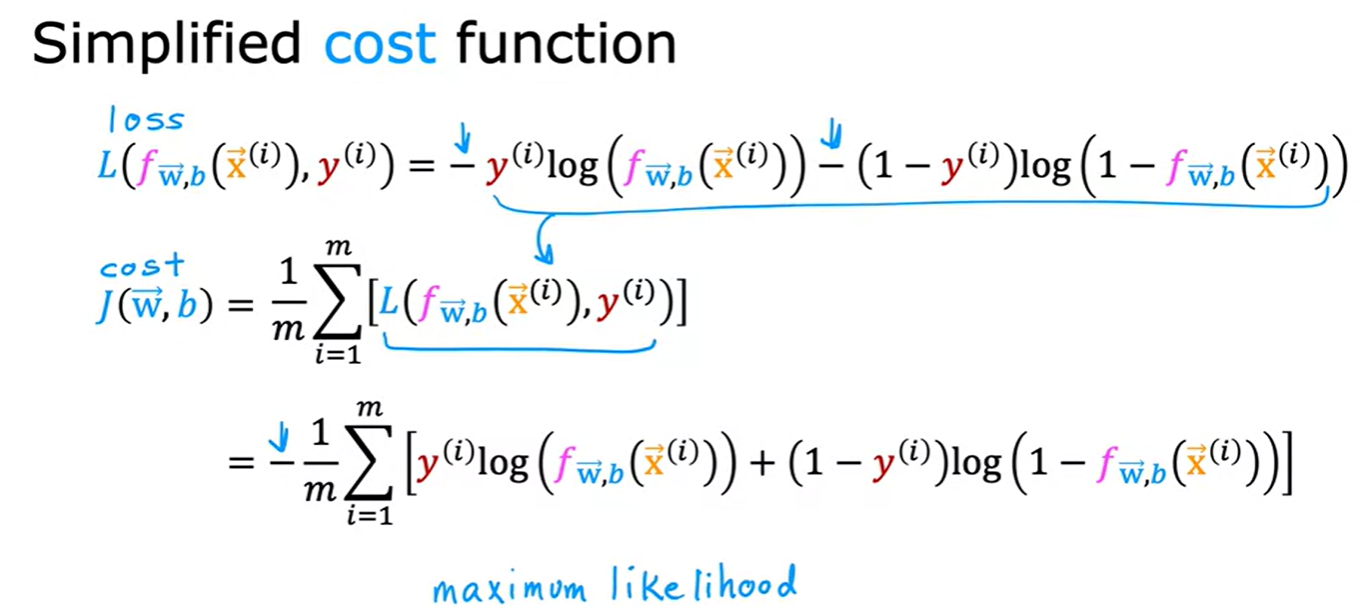 Simplified cost function
loss
L(f_{\vec{w},b}(\vec{x}^{(i)}), y^{(i)}) = − y^{(i)}log(f_{\vec{w},b}(\vec{x}^{(i)})) − (1 − y^{(i)})log(1 − f_{\vec{w},b}(\vec{x}^{(i)}))
cost
J(\vec{w}, b) = \frac{1}{m} \sum_{i=1}^{m} [L(f_{\vec{w},b}(\vec{x}^{(i)}), y^{(i)})]
= −\frac{1}{m} \sum_{i=1}^{m} [y^{(i)}log(f_{\vec{w},b}(\vec{x}^{(i)})) + (1 − y^{(i)})log(1 − f_{\vec{w},b}(\vec{x}^{(i)}))]
maximum likelihood